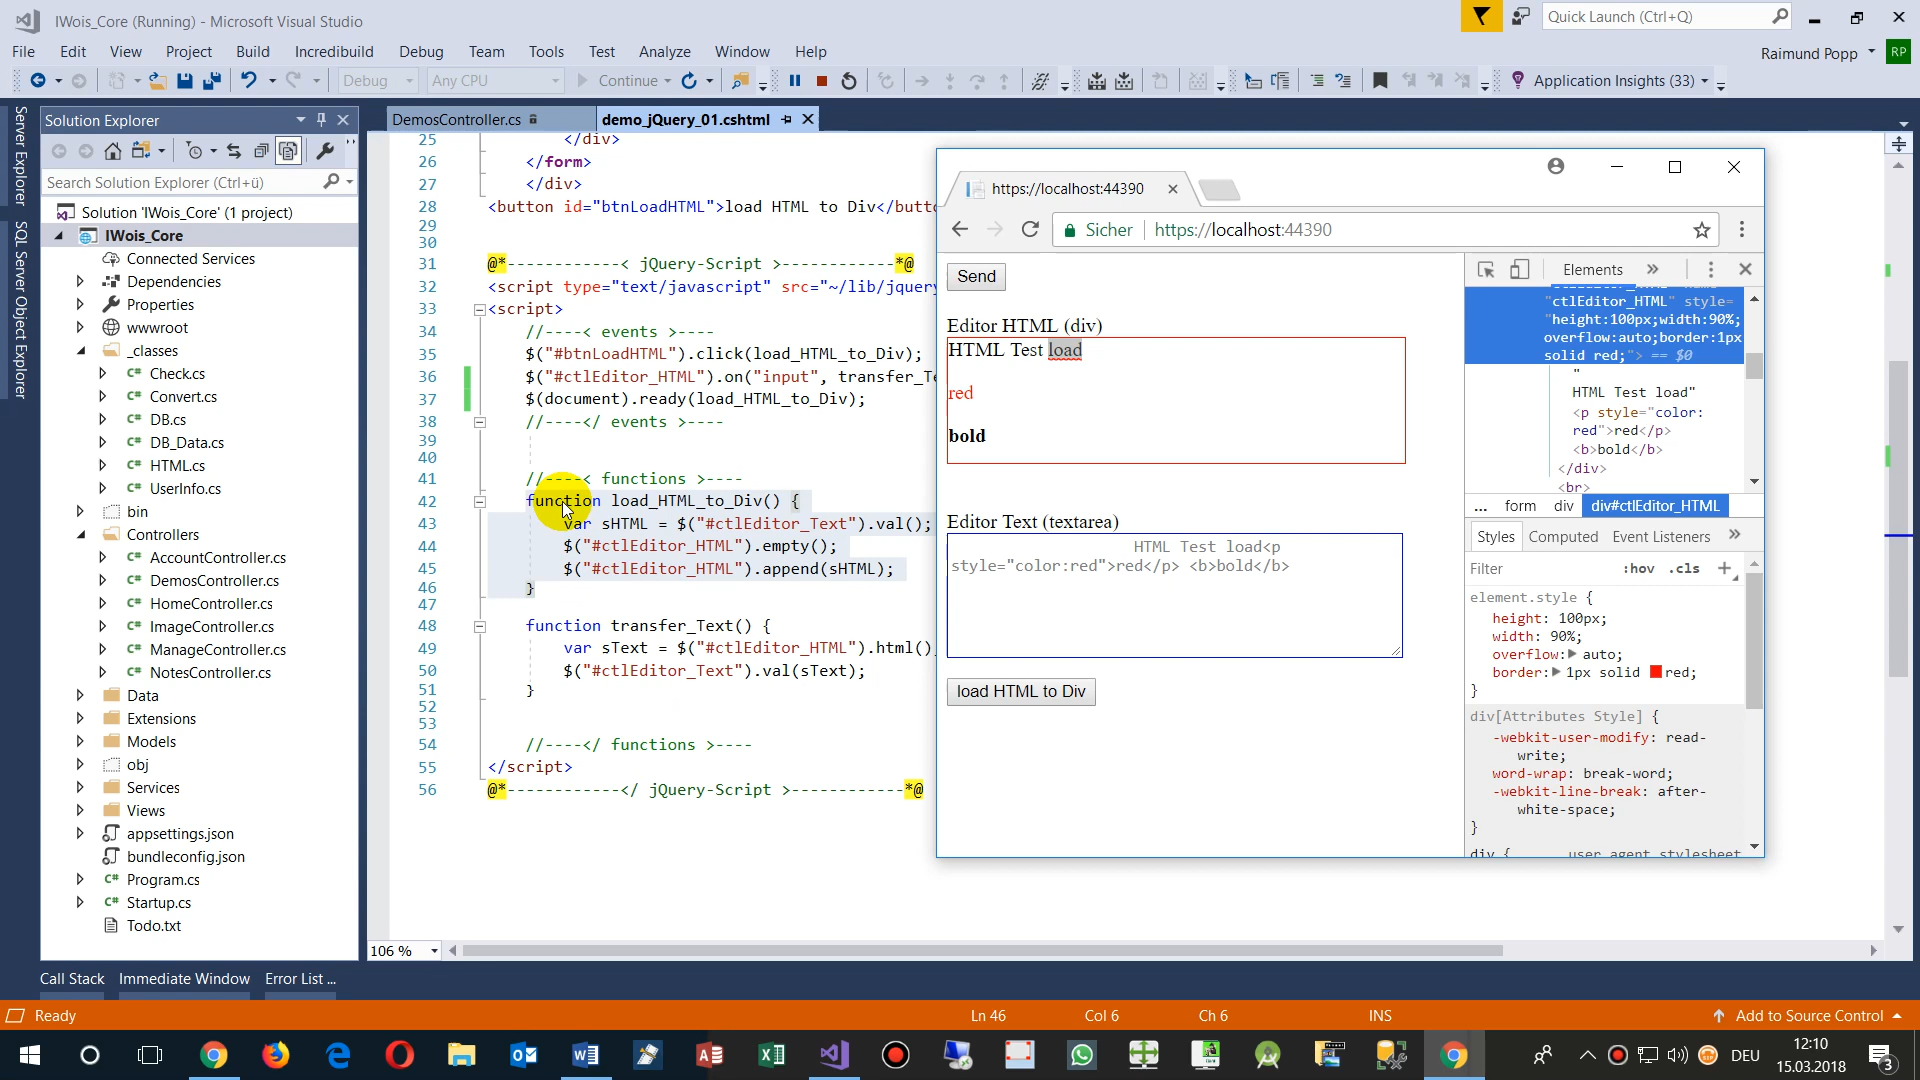 IWois_Core (Running) - Microsoft Visual Studio
Quick Launch (Ctrl+Q)
File Edit View Project Build Incredibuild Debug Team Tools Test Analyze Window Help
Raimund Popp RP
Debug Any CPU Continue Application Insights (33)
Server Explorer
SQL Server Object Explorer
Solution Explorer
Search Solution Explorer (Ctrl+ü)
Solution 'IWois_Core' (1 project)
IWois_Core
Connected Services
Dependencies
Properties
wwwroot
_classes
C# Check.cs
C# Convert.cs
C# DB.cs
C# DB_Data.cs
C# HTML.cs
C# UserInfo.cs
bin
Controllers
C# AccountController.cs
C# DemosController.cs
C# HomeController.cs
C# ImageController.cs
C# ManageController.cs
C# NotesController.cs
Data
Extensions
Models
obj
Services
Views
appsettings.json
bundleconfig.json
C# Program.cs
C# Startup.cs
Todo.txt
DemosController.cs
demo_jQuery_01.cshtml
25 </div>
26 </form>
27 </div>
28 <button id="btnLoadHTML">load HTML to Div</butt
29
30
31 @*------------< jQuery-Script >------------*@
32 <script type="text/javascript" src="~/lib/jquery
33 <script>
34 //----< events >----
35 $("#btnLoadHTML").click(load_HTML_to_Div);
36 $("#ctlEditor_HTML").on("input", transfer_Te
37 $(document).ready(load_HTML_to_Div);
38 //----</ events >----
39
40
41 //----< functions >----
42 function load_HTML_to_Div() {
43 var sHTML = $("#ctlEditor_Text").val();
44 $("#ctlEditor_HTML").empty();
45 $("#ctlEditor_HTML").append(sHTML);
46 }
47
48 function transfer_Text() {
49 var sText = $("#ctlEditor_HTML").html()
50 $("#ctlEditor_Text").val(sText);
51 }
52
53
54 //----</ functions >----
55 </script>
56 @*------------</ jQuery-Script >------------*@
106 %
https://localhost:44390
Sicher https://localhost:44390
Send
Editor HTML (div)
HTML Test load
red
bold
Editor Text (textarea)
HTML Test load<p
style="color:red">red</p> <b>bold</b>
load HTML to Div
Elements
"ctlEditor_HTML" style=
"height:100px;width:90%;
overflow:auto;border:1px
solid red;"> == $0
"
HTML Test load"
<p style="color:
red">red</p>
<b>bold</b>
</div>
<br>
... form div div#ctlEditor_HTML
Styles Computed Event Listeners
Filter :hov .cls
element.style {
height: 100px;
width: 90%;
overflow: auto;
border: 1px solid red;
}
div[Attributes Style] {
-webkit-user-modify: read-
write;
word-wrap: break-word;
-webkit-line-break: after-
white-space;
}
div { user agent stylesheet
Call Stack Immediate Window Error List ...
Ready Ln 46 Col 6 Ch 6 INS Add to Source Control
DEU
12:10
15.03.2018
3